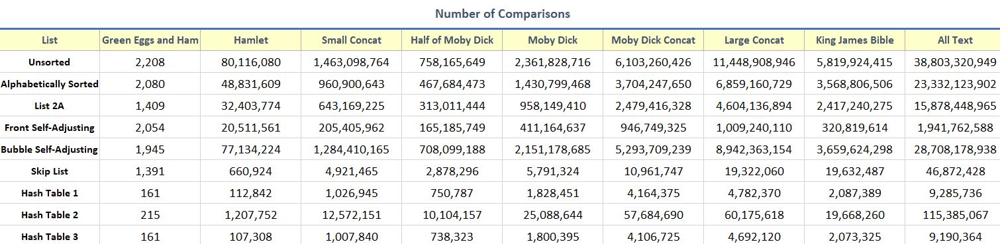 Number of Comparisons
List Green Eggs and Ham Hamlet Small Concat Half of Moby Dick Moby Dick Moby Dick Concat Large Concat King James Bible All Text
Unsorted 2,208 80,116,080 1,463,098,764 758,165,649 2,361,828,716 6,103,260,426 11,448,908,946 5,819,924,415 38,803,320,949
Alphabetically Sorted 2,080 48,831,609 960,900,643 467,684,473 1,430,799,468 3,704,247,650 6,859,160,729 3,568,806,506 23,332,123,902
List 2A 1,409 32,403,774 643,169,225 313,011,444 958,149,410 2,479,416,328 4,604,136,894 2,417,240,275 15,878,448,965
Front Self-Adjusting 2,054 20,511,561 205,405,962 165,185,749 411,164,637 946,749,325 1,009,240,110 320,819,614 1,941,762,588
Bubble Self-Adjusting 1,945 77,134,224 1,284,410,165 708,099,188 2,151,178,685 5,293,709,239 8,942,363,154 3,659,624,298 28,708,178,938
Skip List 1,391 660,924 4,921,465 2,878,296 5,791,324 10,961,747 19,322,060 19,632,487 46,872,428
Hash Table 1 161 112,842 1,026,945 750,787 1,828,451 4,164,375 4,782,370 2,087,389 9,285,736
Hash Table 2 215 1,207,752 12,572,151 10,104,157 25,088,644 57,684,690 60,175,618 19,668,260 115,385,067
Hash Table 3 161 107,308 1,007,840 738,323 1,800,395 4,106,725 4,692,120 2,073,325 9,190,364